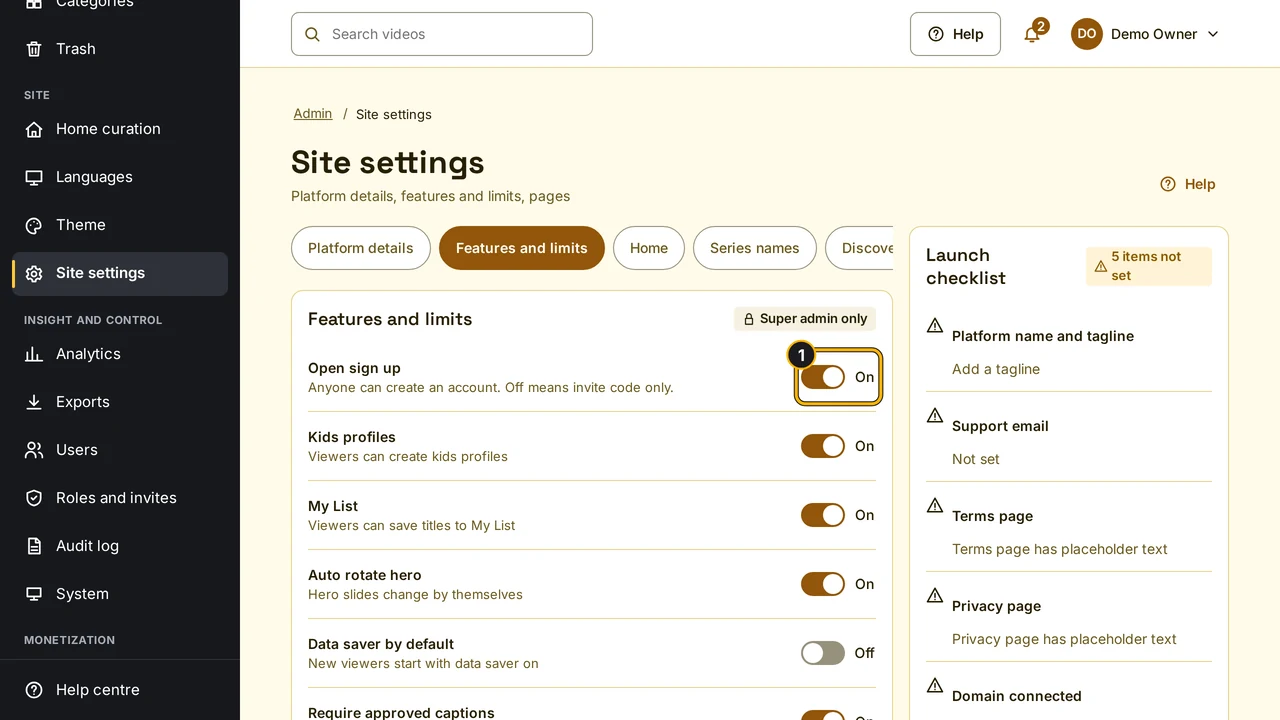 Categories
Trash
SITE
Home curation
Languages
Theme
Site settings
INSIGHT AND CONTROL
Analytics
Exports
Users
Roles and invites
Audit log
System
MONETIZATION
Help centre
Search videos
Help
2
DO
Demo Owner
Admin / Site settings
Site settings
Platform details, features and limits, pages
Help
Platform details
Features and limits
Home
Series names
Features and limits
Super admin only
Open sign up
Anyone can create an account. Off means invite code only.
1
On
Kids profiles
Viewers can create kids profiles
On
My List
Viewers can save titles to My List
On
Auto rotate hero
Hero slides change by themselves
On
Data saver by default
New viewers start with data saver on
Off
Require approved captions
Launch
checklist
5 items not
set
Platform name and tagline
Add a tagline
Support email
Not set
Terms page
Terms page has placeholder text
Privacy page
Privacy page has placeholder text
Domain connected